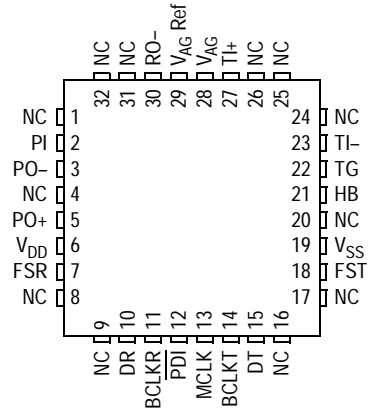 NC NC RO– VAG Ref VAG TI+ NC NC
32 31 30 29 28 27 26 25
NC 1 24 NC
PI 2 23 TI–
PO– 3 22 TG
NC 4 21 HB
PO+ 5 20 NC
VDD 6 19 VSS
FSR 7 18 FST
NC 8 17 NC
9 10 11 12 13 14 15 16
NC DR BCLKR PDI MCLK BCLKT DT NC